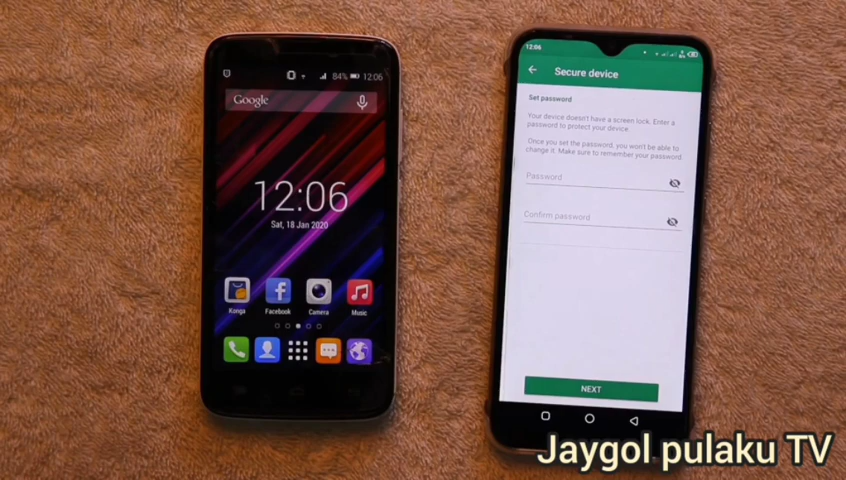 84% 12:06
Google
12:06
Sat, 18 Jan 2020
Konga
Facebook
Camera
Music
12:06
Secure device
Set password
Your device doesn't have a screen lock. Enter a
password to protect your device.
Once you set the password, you won't be able to
change it. Make sure to remember your password
Password
Confirm password
NEXT
Jaygol pulaku TV